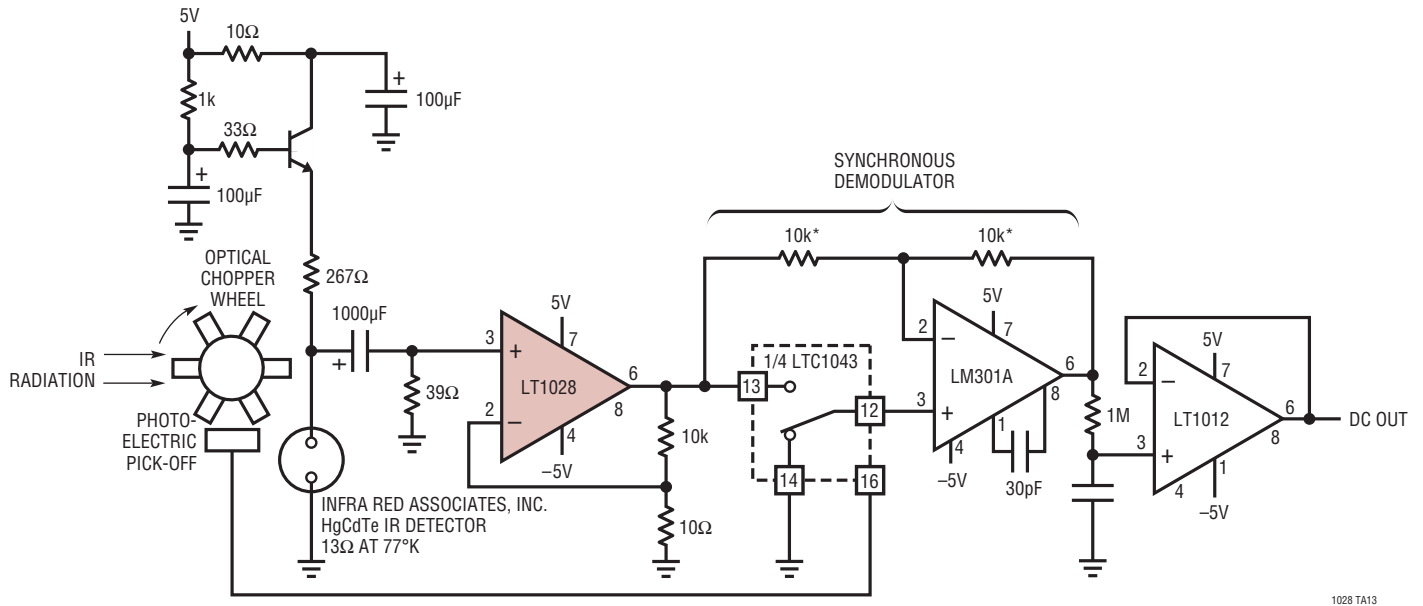 5V
10Ω
1k
33Ω
+
100µF
+
100µF
267Ω
OPTICAL
CHOPPER
WHEEL
IR
RADIATION
PHOTO-
ELECTRIC
PICK-OFF
1000µF
+
39Ω
INFRA RED ASSOCIATES, INC.
HgCdTe IR DETECTOR
13Ω AT 77°K
5V
7
3
+
LT1028
6
2
–
8
4
–5V
10k
10Ω
SYNCHRONOUS
DEMODULATOR
10k*
10k*
1/4 LTC1043
13
12
14
16
5V
7
2
–
LM301A
6
3
+
8
1
4
–5V
30pF
1M
5V
7
2
–
LT1012
6
3
+
8
4
1
–5V
DC OUT
1028 TA13